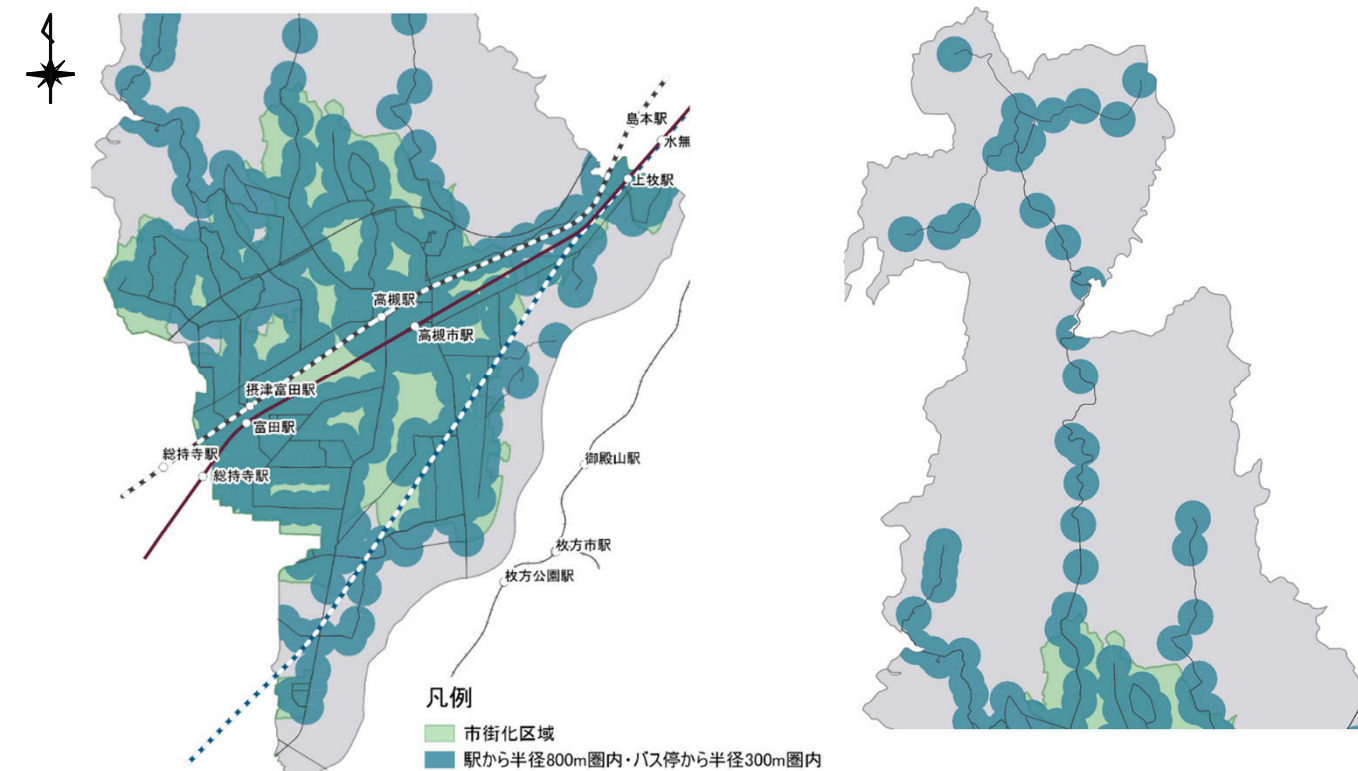 島本駅
水無
上牧駅
高槻駅
高槻市駅
摂津富田駅
富田駅
総持寺駅
総持寺駅
御殿山駅
枚方市駅
枚方公園駅
凡例
市街化区域
駅から半径800m圏内・バス停から半径300m圏内